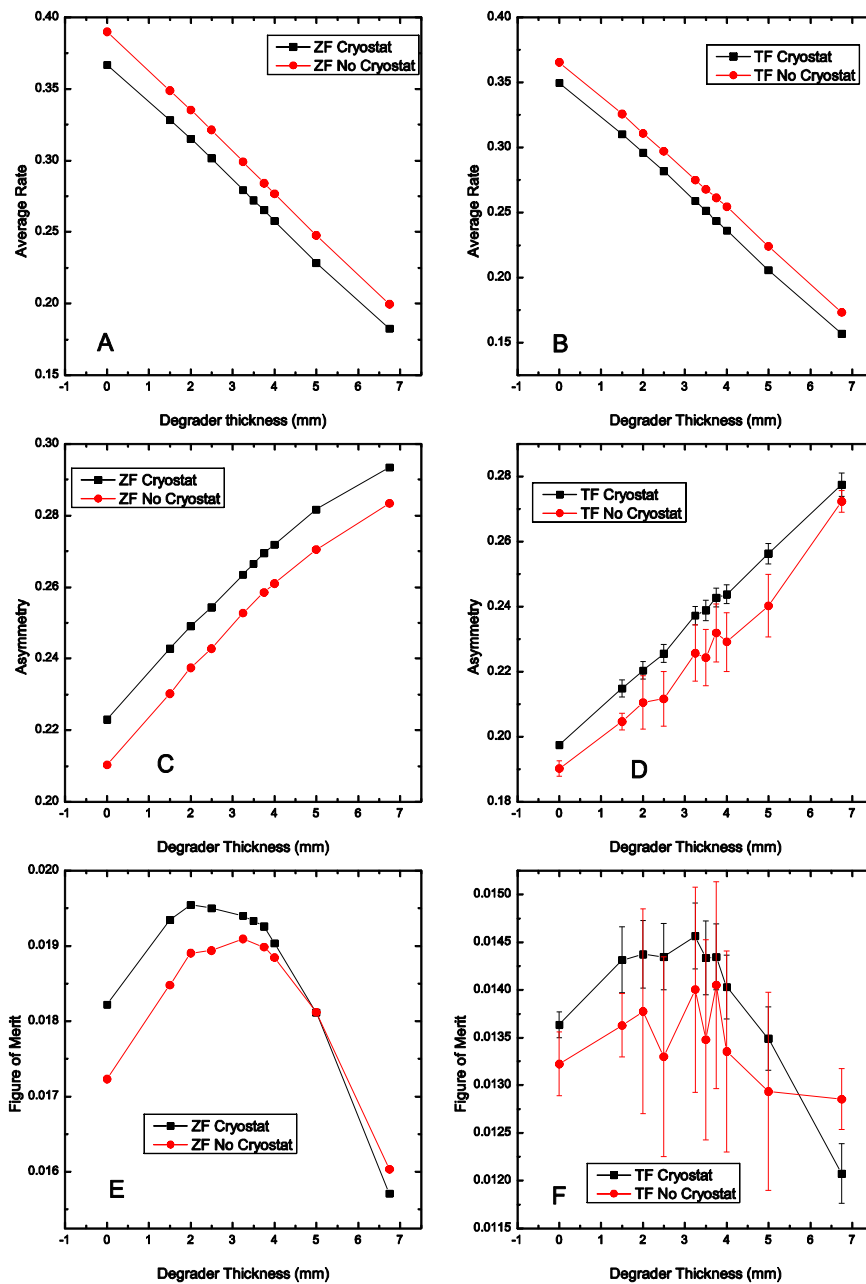 0.40
0.35
0.30
0.25
0.20
0.15
Average Rate
ZF Cryostat
ZF No Cryostat
A
-1 0 1 2 3 4 5 6 7
Degrader thickness (mm)
0.40
0.35
0.30
0.25
0.20
0.15
Average Rate
TF Cryostat
TF No Cryostat
B
-1 0 1 2 3 4 5 6 7
Degrader Thickness (mm)
0.30
0.28
0.26
0.24
0.22
0.20
Asymmetry
ZF Cryostat
ZF No Cryostat
C
-1 0 1 2 3 4 5 6 7
Degrader Thickness (mm)
0.28
0.26
0.24
0.22
0.20
0.18
Asymmetry
TF Cryostat
TF No Cryostat
D
-1 0 1 2 3 4 5 6 7
Degrader Thickness (mm)
0.020
0.019
0.018
0.017
0.016
Figure of Merit
ZF Cryostat
ZF No Cryostat
E
-1 0 1 2 3 4 5 6 7
Degrader Thickness (mm)
0.0150
0.0145
0.0140
0.0135
0.0130
0.0125
0.0120
0.0115
Figure of Merit
TF Cryostat
TF No Cryostat
F
-1 0 1 2 3 4 5 6 7
Degrader Thickness (mm)